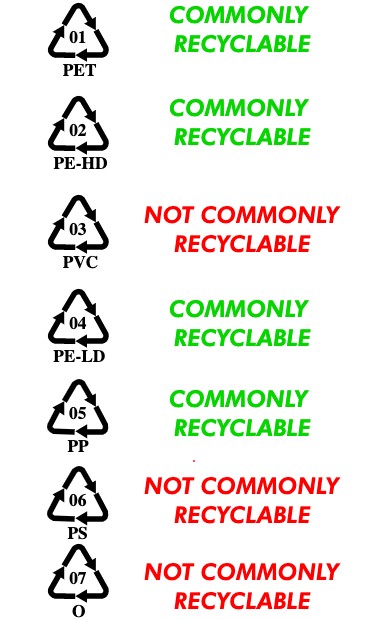 01
PET
COMMONLY
RECYCLABLE
02
PE-HD
COMMONLY
RECYCLABLE
03
PVC
NOT COMMONLY
RECYCLABLE
04
PE-LD
COMMONLY
RECYCLABLE
05
PP
COMMONLY
RECYCLABLE
06
PS
NOT COMMONLY
RECYCLABLE
07
O
NOT COMMONLY
RECYCLABLE